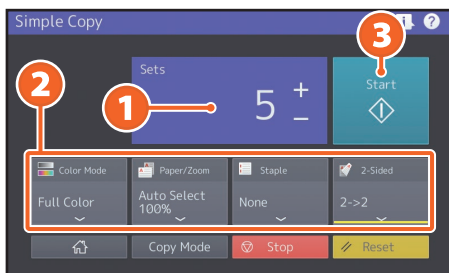 Simple Copy
?
3
Sets
Start
2
1
5 + -
Color Mode
Paper/Zoom
Staple
2-Sided
Full Color
Auto Select
100%
None
2->2
Copy Mode
Stop
Reset